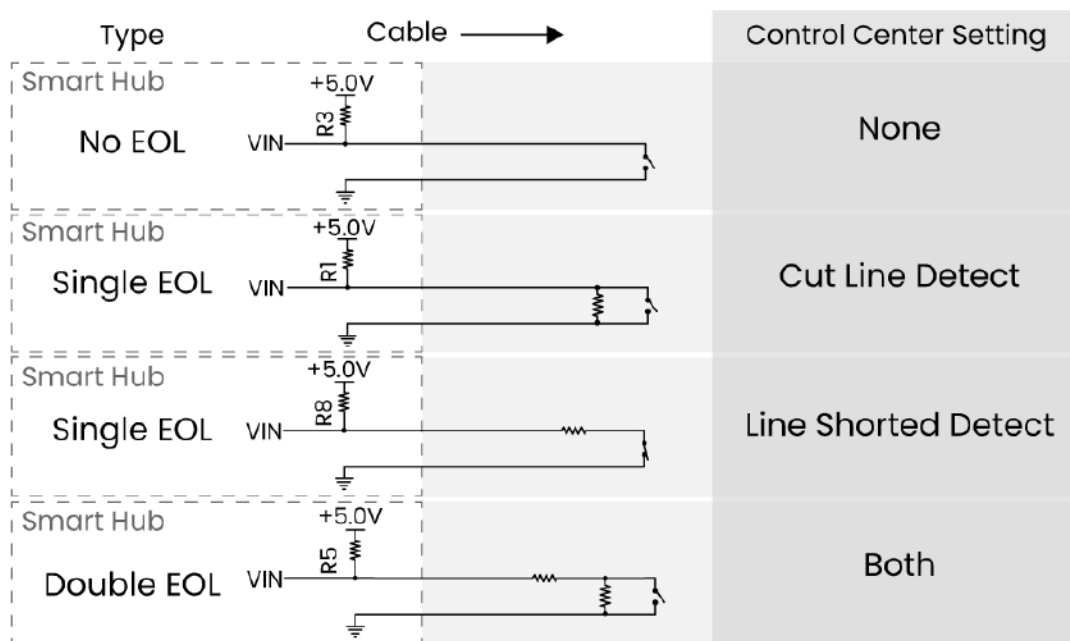 Type
Cable
Control Center Setting
Smart Hub
+5.0V
R3
No EOL
VIN
None
Smart Hub
+5.0V
R1
Single EOL
VIN
Cut Line Detect
Smart Hub
+5.0V
R8
Single EOL
VIN
Line Shorted Detect
Smart Hub
+5.0V
R5
Double EOL
VIN
Both